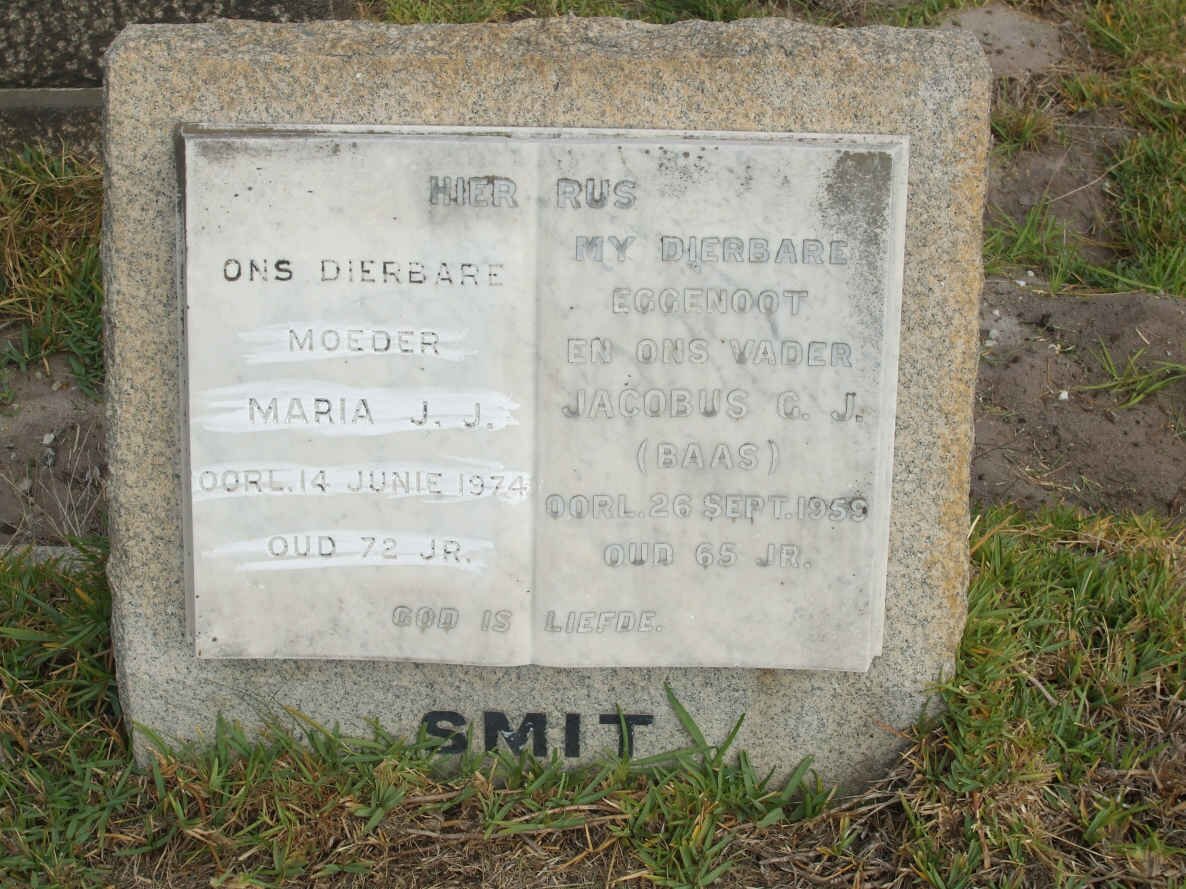 HIER RUS
ONS DIERBARE
MOEDER
MARIA J. J.
OORL. 14 JUNIE 1974
OUD 72 JR.
MY DIERBARE
EGGENOOT
EN ONS VADER
JACOBUS G. J.
(BAAS)
OORL. 26 SEPT. 1959
OUD 65 JR.
GOD IS LIEFDE.
SMIT